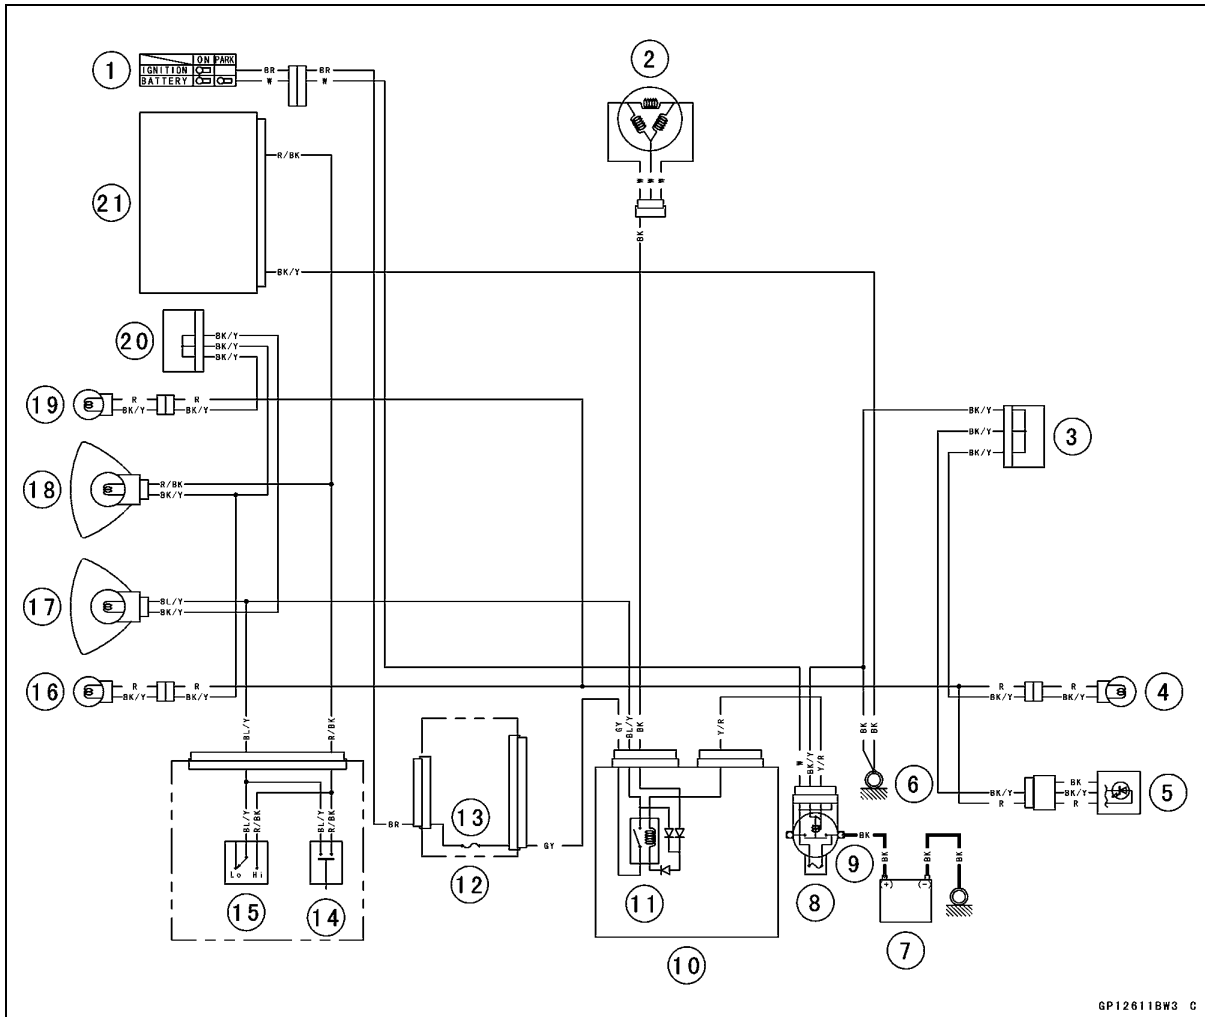 1
ON PARK
IGNITION
BATTERY
BR BR
W W
2
W W W
BK
21
R/BK
BK/Y
20
BK/Y
BK/Y
BK/Y
19
R R
BK/Y BK/Y
18
R/BK
BK/Y
17
BL/Y
BK/Y
16
R R
BK/Y BK/Y
3
BK/Y
BK/Y
BK/Y
4
R R
BK/Y BK/Y
5
BK
BK/Y BK/Y
R R
BL/Y R/BK
BL/Y R/BK BL/Y R/BK
Lo Hi
15
14
BR
13
GY
12
GY BL/Y BK
Y/R
11
10
W BK/Y Y/R
8
9
BK
BK BK
6
BK BK
(+) (-)
7
GP12611BW3 C